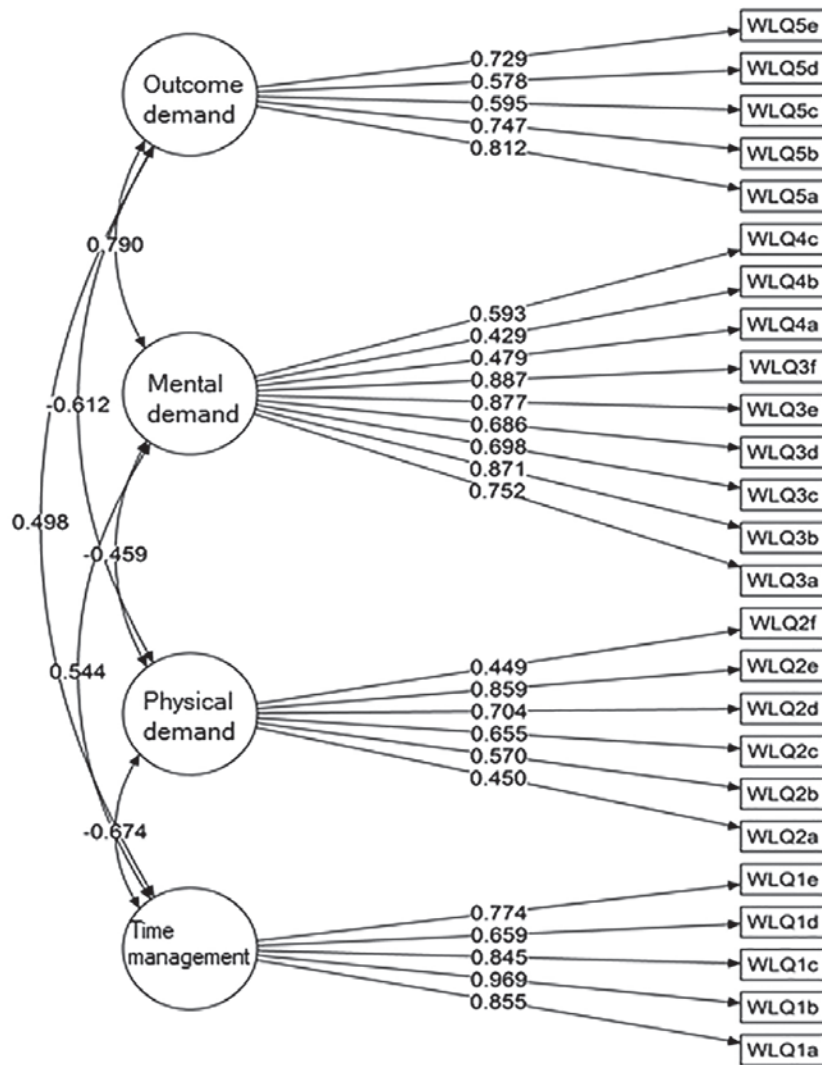 WLQ5e
0.729
Outcome
demand
0.578
WLQ5d
0.595
WLQ5c
0.747
WLQ5b
0.812
WLQ5a
0.790
WLQ4c
0.593
WLQ4b
0.429
WLQ4a
0.479
Mental
demand
0.887
WLQ3f
0.877
WLQ3e
0.686
WLQ3d
0.698
WLQ3c
0.871
WLQ3b
0.752
WLQ3a
-0.612
0.498
-0.459
0.544
WLQ2f
0.449
WLQ2e
0.859
Physical
demand
0.704
WLQ2d
0.655
WLQ2c
0.570
WLQ2b
0.450
WLQ2a
-0.674
WLQ1e
0.774
WLQ1d
0.659
Time
management
0.845
WLQ1c
0.969
WLQ1b
0.855
WLQ1a